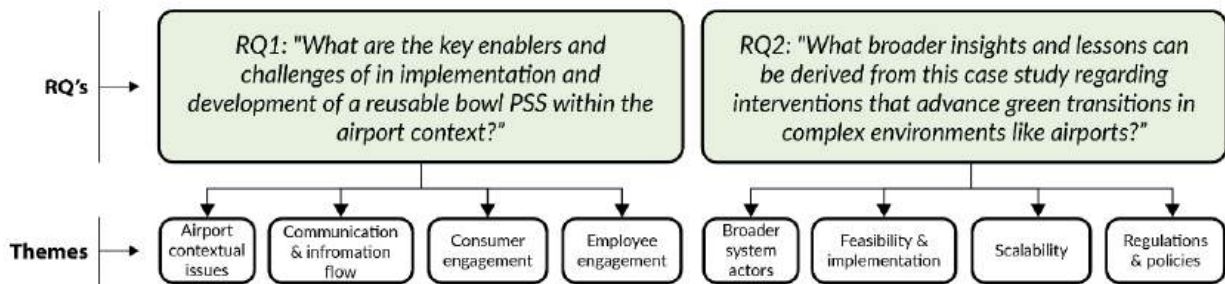 RQ's
RQ1: "What are the key enablers and
challenges of in implementation and
development of a reusable bowl PSS within the
airport context?"
RQ2: "What broader insights and lessons can
be derived from this case study regarding
interventions that advance green transitions in
complex environments like airports?"
Themes
Airport
contextual
issues
Communication
& infromation
flow
Consumer
engagement
Employee
engagement
Broader
system
actors
Feasibility &
implementation
Scalability
Regulations
& policies